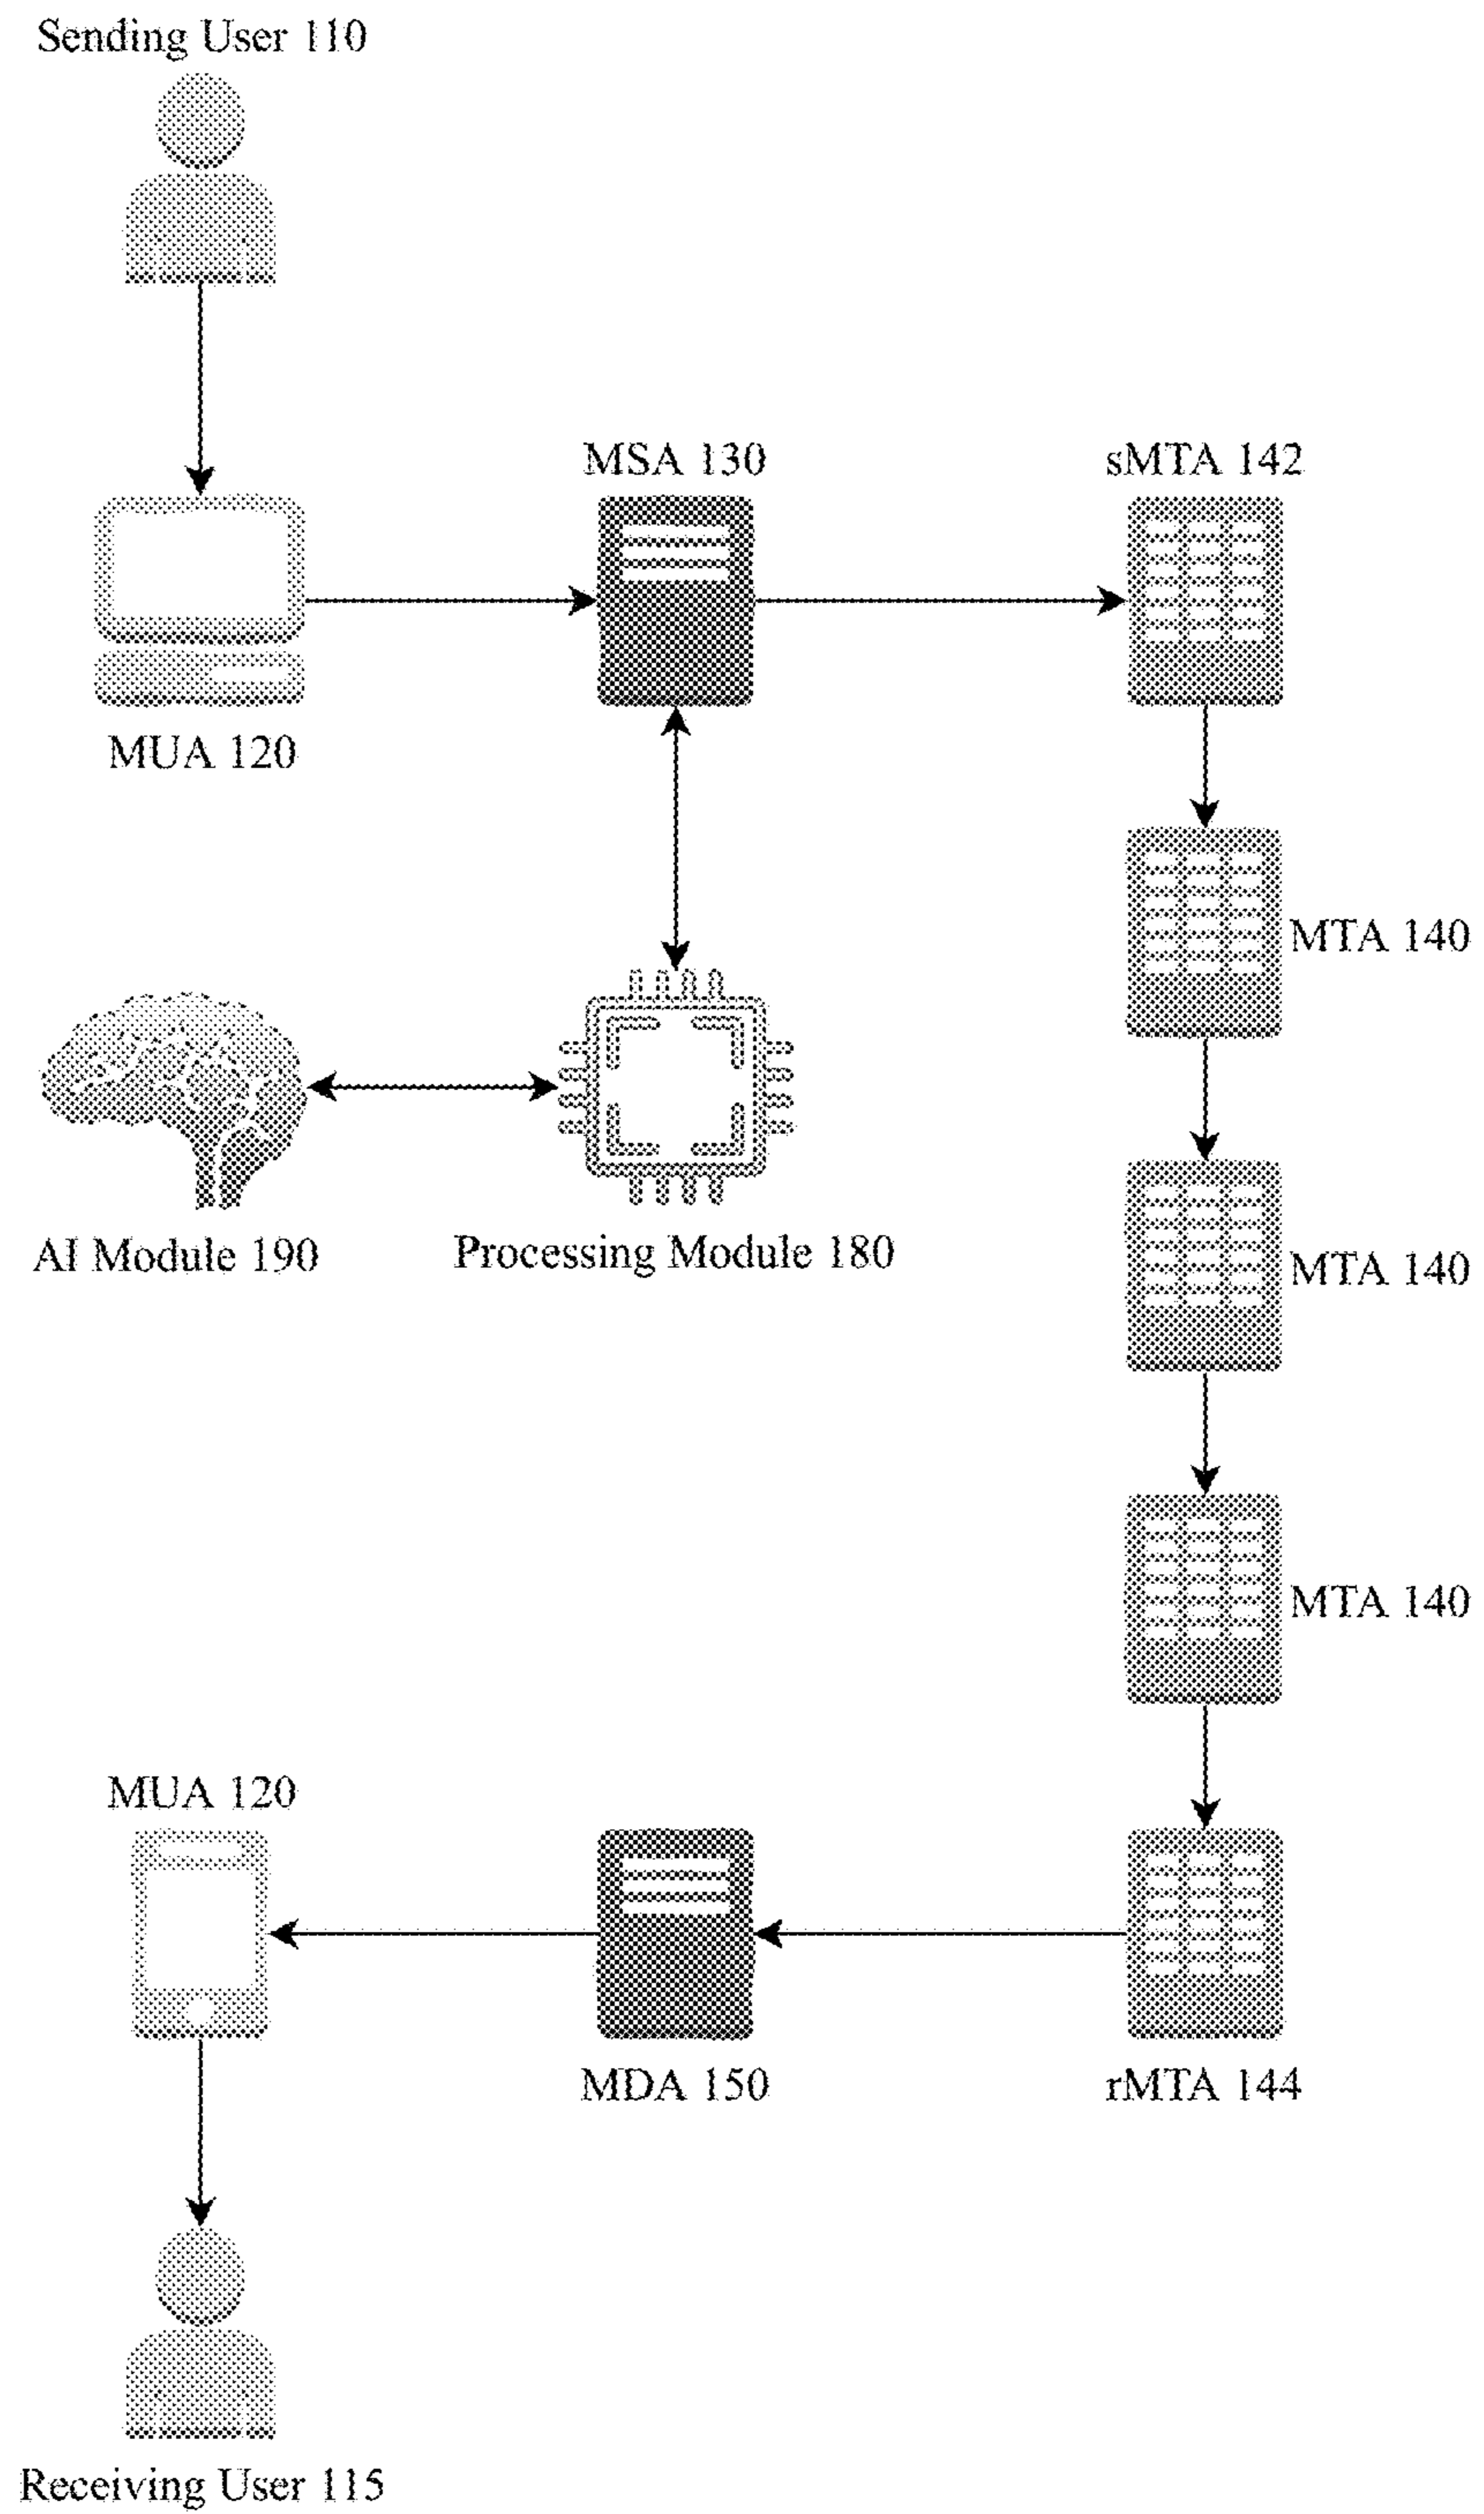 Sending User 110
MSA 130
sMTA 142
MUA 120
MTA 140
AI Module 190
Processing Module 180
MTA 140
MTA 140
MUA 120
MDA 150
rMTA 144
Receiving User 115